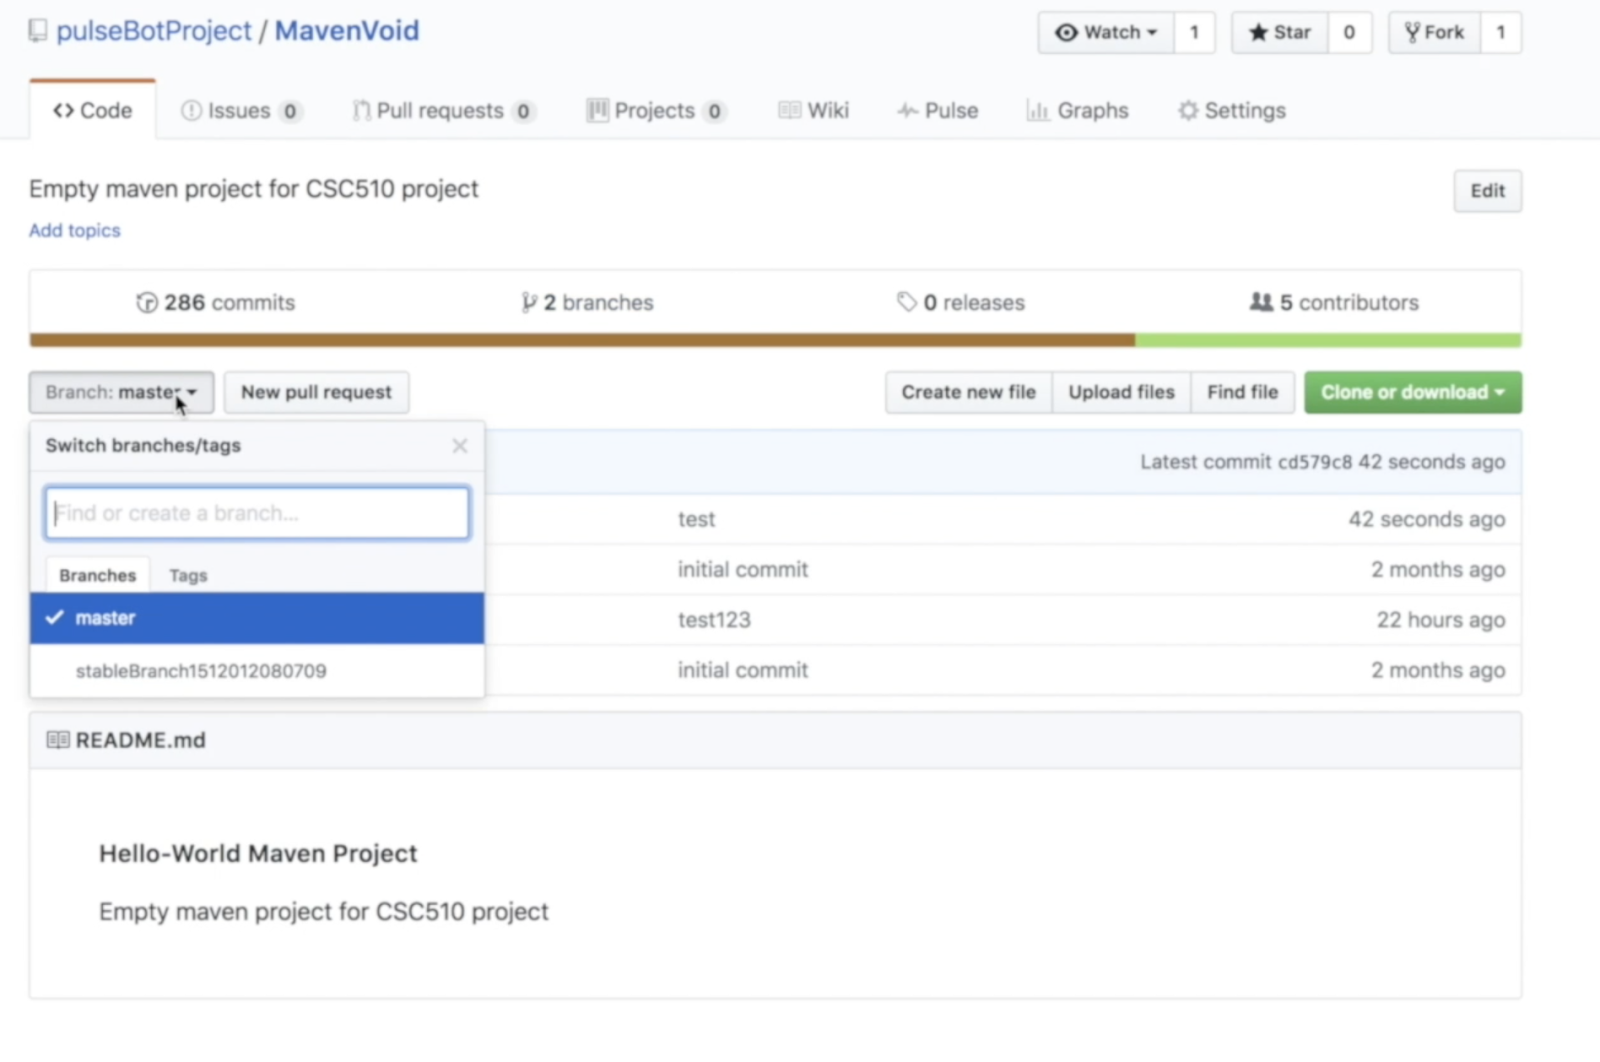 pulseBotProject / MavenVoid
Watch 1 Star 0 Fork 1
Code Issues 0 Pull requests 0 Projects 0 Wiki Pulse Graphs Settings
Empty maven project for CSC510 project Edit
Add topics
286 commits 2 branches 0 releases 5 contributors
Branch: master New pull request Create new file Upload files Find file Clone or download
Switch branches/tags
Find or create a branch...
Branches Tags
master
stableBranch1512012080709
Latest commit cd579c8 42 seconds ago
test 42 seconds ago
initial commit 2 months ago
test123 22 hours ago
initial commit 2 months ago
README.md
Hello-World Maven Project
Empty maven project for CSC510 project